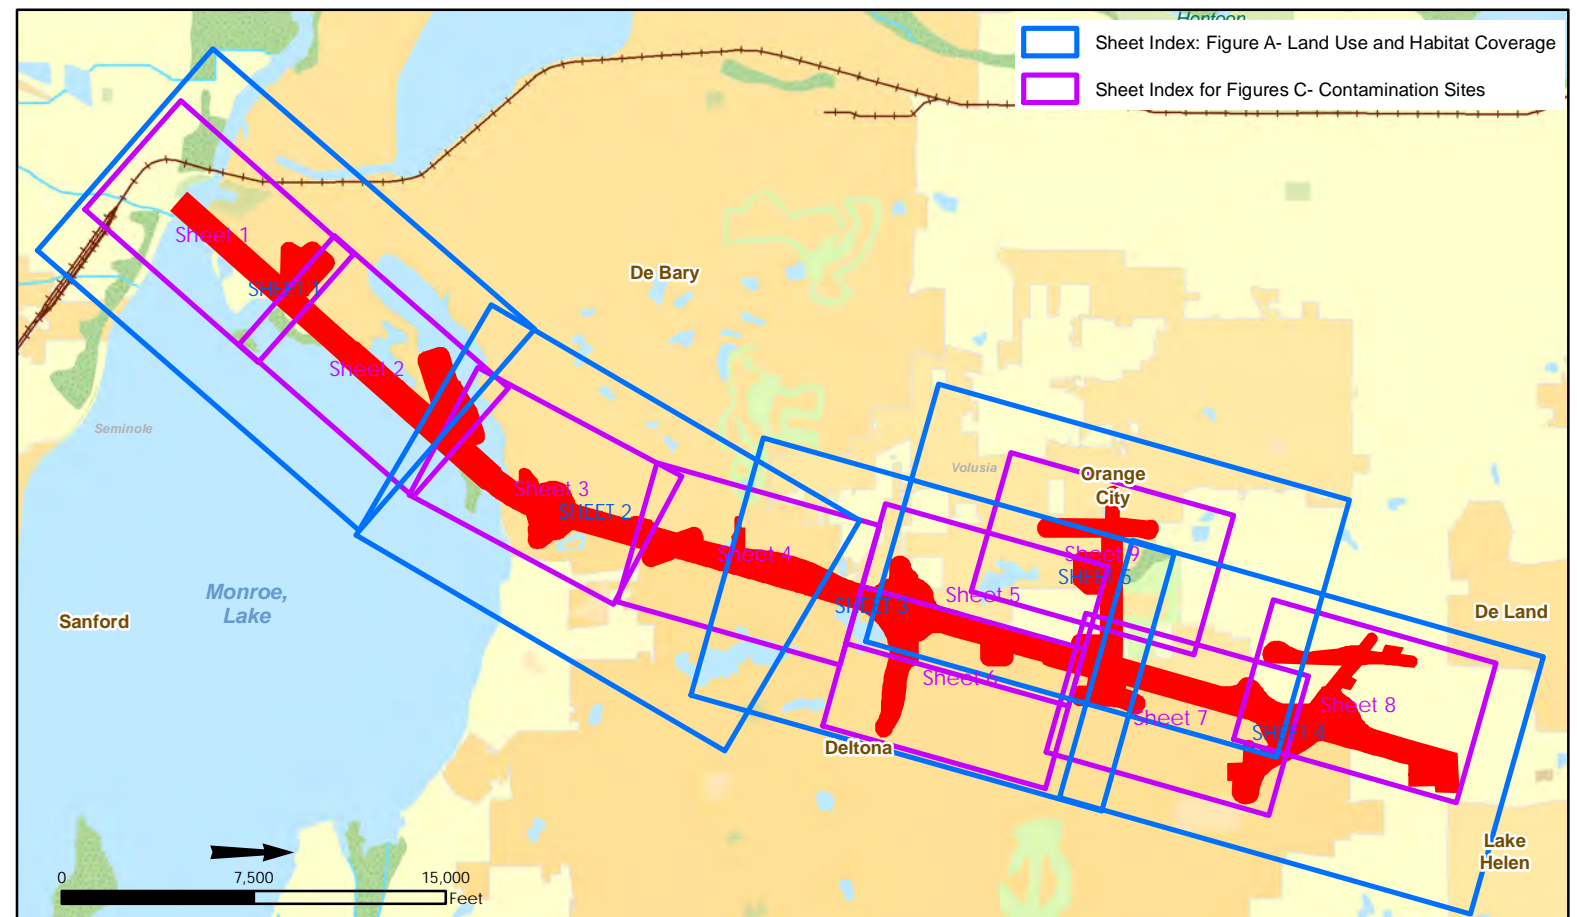 Hontoon
Sheet Index: Figure A- Land Use and Habitat Coverage
Sheet Index for Figures C- Contamination Sites
Sheet 1
De Bary
SHEET 1
Sheet 2
Seminole
Volusia
Orange
City
Sheet 3
SHEET 2
Sheet 4
Sheet 9
SHEET 5
Sheet 5
SHEET 3
Monroe,
Lake
Sanford
De Land
Sheet 6
Sheet 7
Sheet 8
SHEET 4
Deltona
Lake
Helen
0 7,500 15,000
Feet